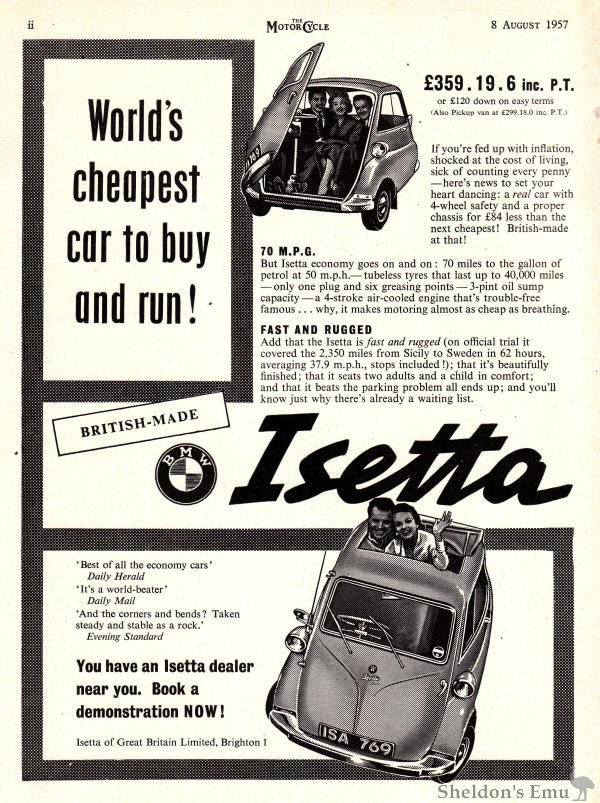 ii
THE
MOTOR CYCLE
8 AUGUST 1957
World's
cheapest
car to buy
and run!
£359.19.6 inc. P.T.
or £120 down on easy terms
(Also Pickup van at £299.18.0 inc. P.T.)
If you're fed up with inflation,
shocked at the cost of living,
sick of counting every penny
—here's news to set your
heart dancing: a real car with
4-wheel safety and a proper
chassis for £84 less than the
next cheapest! British-made
at that!
70 M.P.G.
But Isetta economy goes on and on: 70 miles to the gallon of
petrol at 50 m.p.h.—tubeless tyres that last up to 40,000 miles
—only one plug and six greasing points—3-pint oil sump
capacity—a 4-stroke air-cooled engine that's trouble-free
famous . . . why, it makes motoring almost as cheap as breathing.
FAST AND RUGGED
Add that the Isetta is fast and rugged (on official trial it
covered the 2,350 miles from Sicily to Sweden in 62 hours,
averaging 37.9 m.p.h., stops included!); that it's beautifully
finished; that it seats two adults and a child in comfort;
and that it beats the parking problem all ends up; and you'll
know just why there's already a waiting list.
BRITISH-MADE
BMW
Isetta
'Best of all the economy cars'
Daily Herald
'It's a world-beater'
Daily Mail
'And the corners and bends? Taken
steady and stable as a rock.'
Evening Standard
You have an Isetta dealer
near you. Book a
demonstration NOW!
Isetta of Great Britain Limited, Brighton 1
Isetta
ISA 769
Sheldon's Emu